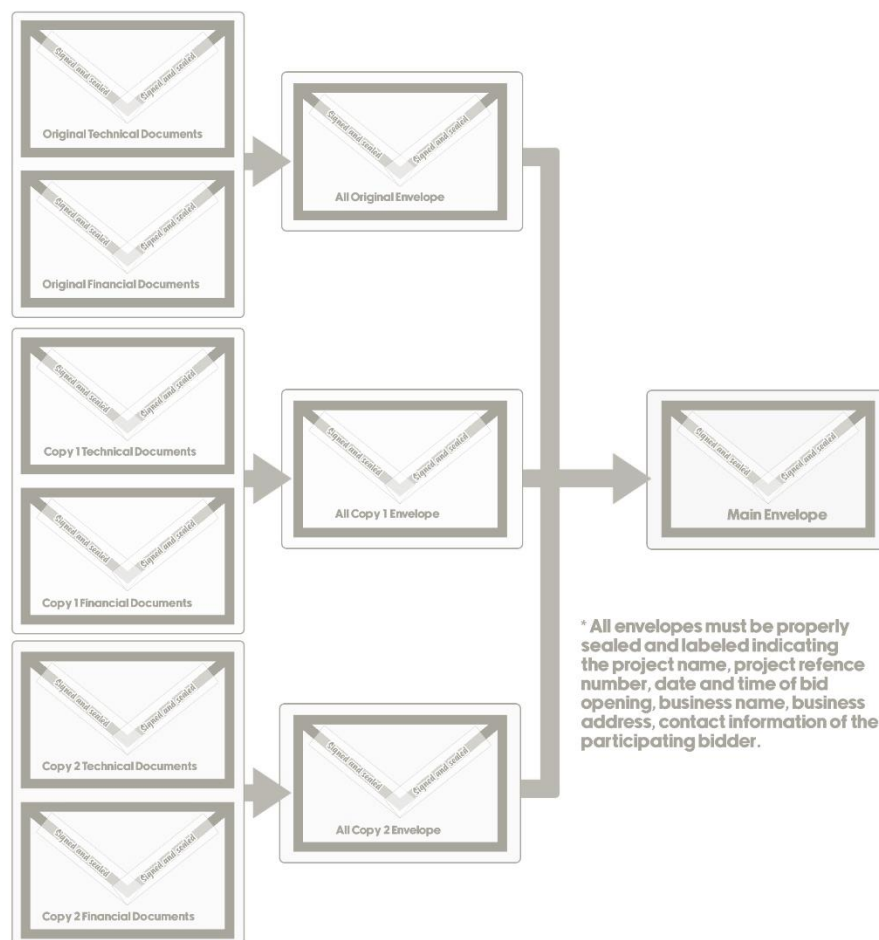 Signed and sealed Signed and sealed
Original Technical Documents
Signed and sealed Signed and sealed
Original Financial Documents
Signed and sealed Signed and sealed
All Original Envelope
Signed and sealed Signed and sealed
Copy 1 Technical Documents
Signed and sealed Signed and sealed
Copy 1 Financial Documents
Signed and sealed Signed and sealed
All Copy 1 Envelope
Signed and sealed Signed and sealed
Main Envelope
* All envelopes must be properly
sealed and labeled indicating
the project name, project refence
number, date and time of bid
opening, business name, business
address, contact information of the
participating bidder.
Signed and sealed Signed and sealed
Copy 2 Technical Documents
Signed and sealed Signed and sealed
Copy 2 Financial Documents
Signed and sealed Signed and sealed
All Copy 2 Envelope